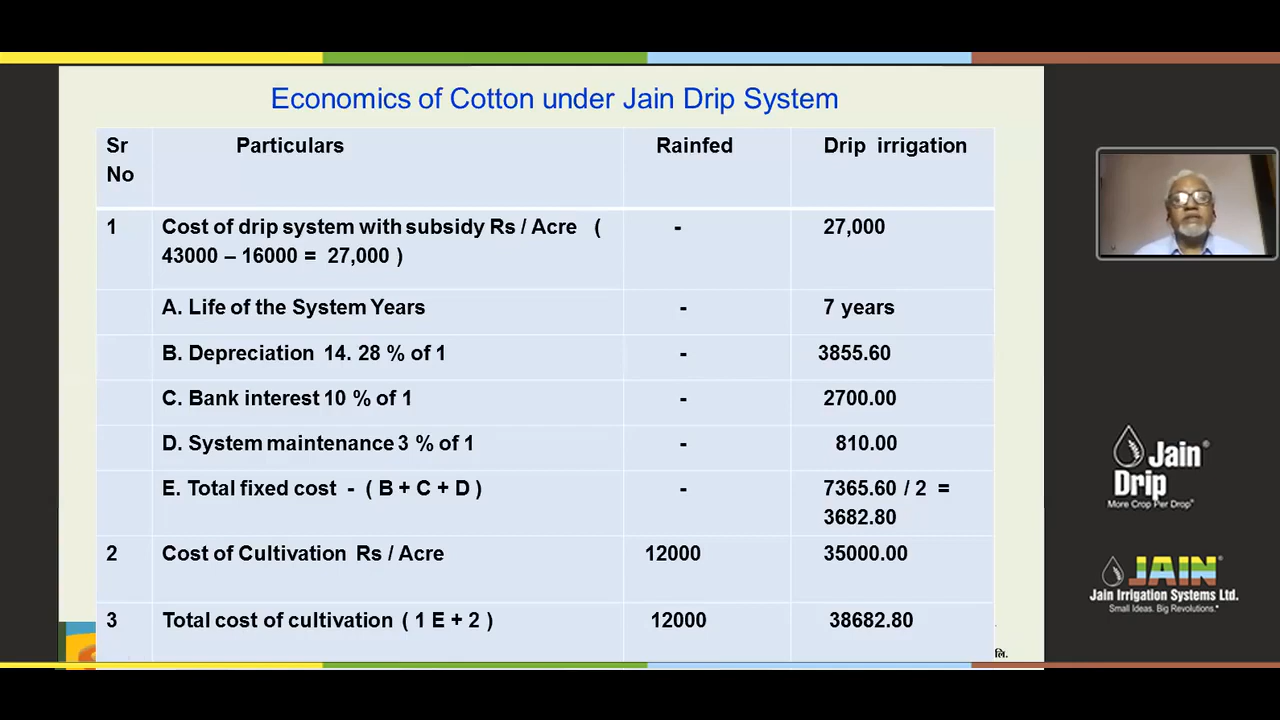 Economics of Cotton under Jain Drip System
Sr No Particulars Rainfed Drip irrigation
1 Cost of drip system with subsidy Rs / Acre ( - 27,000
43000 – 16000 = 27,000 )
A. Life of the System Years - 7 years
B. Depreciation 14. 28 % of 1 - 3855.60
C. Bank interest 10 % of 1 - 2700.00
D. System maintenance 3 % of 1 - 810.00
E. Total fixed cost - ( B + C + D ) - 7365.60 / 2 =
3682.80
2 Cost of Cultivation Rs / Acre 12000 35000.00
3 Total cost of cultivation ( 1 E + 2 ) 12000 38682.80
लि.
Jain®
Drip
More Crop Per Drop®
JAIN®
Jain Irrigation Systems Ltd.
Small Ideas. Big Revolutions.®